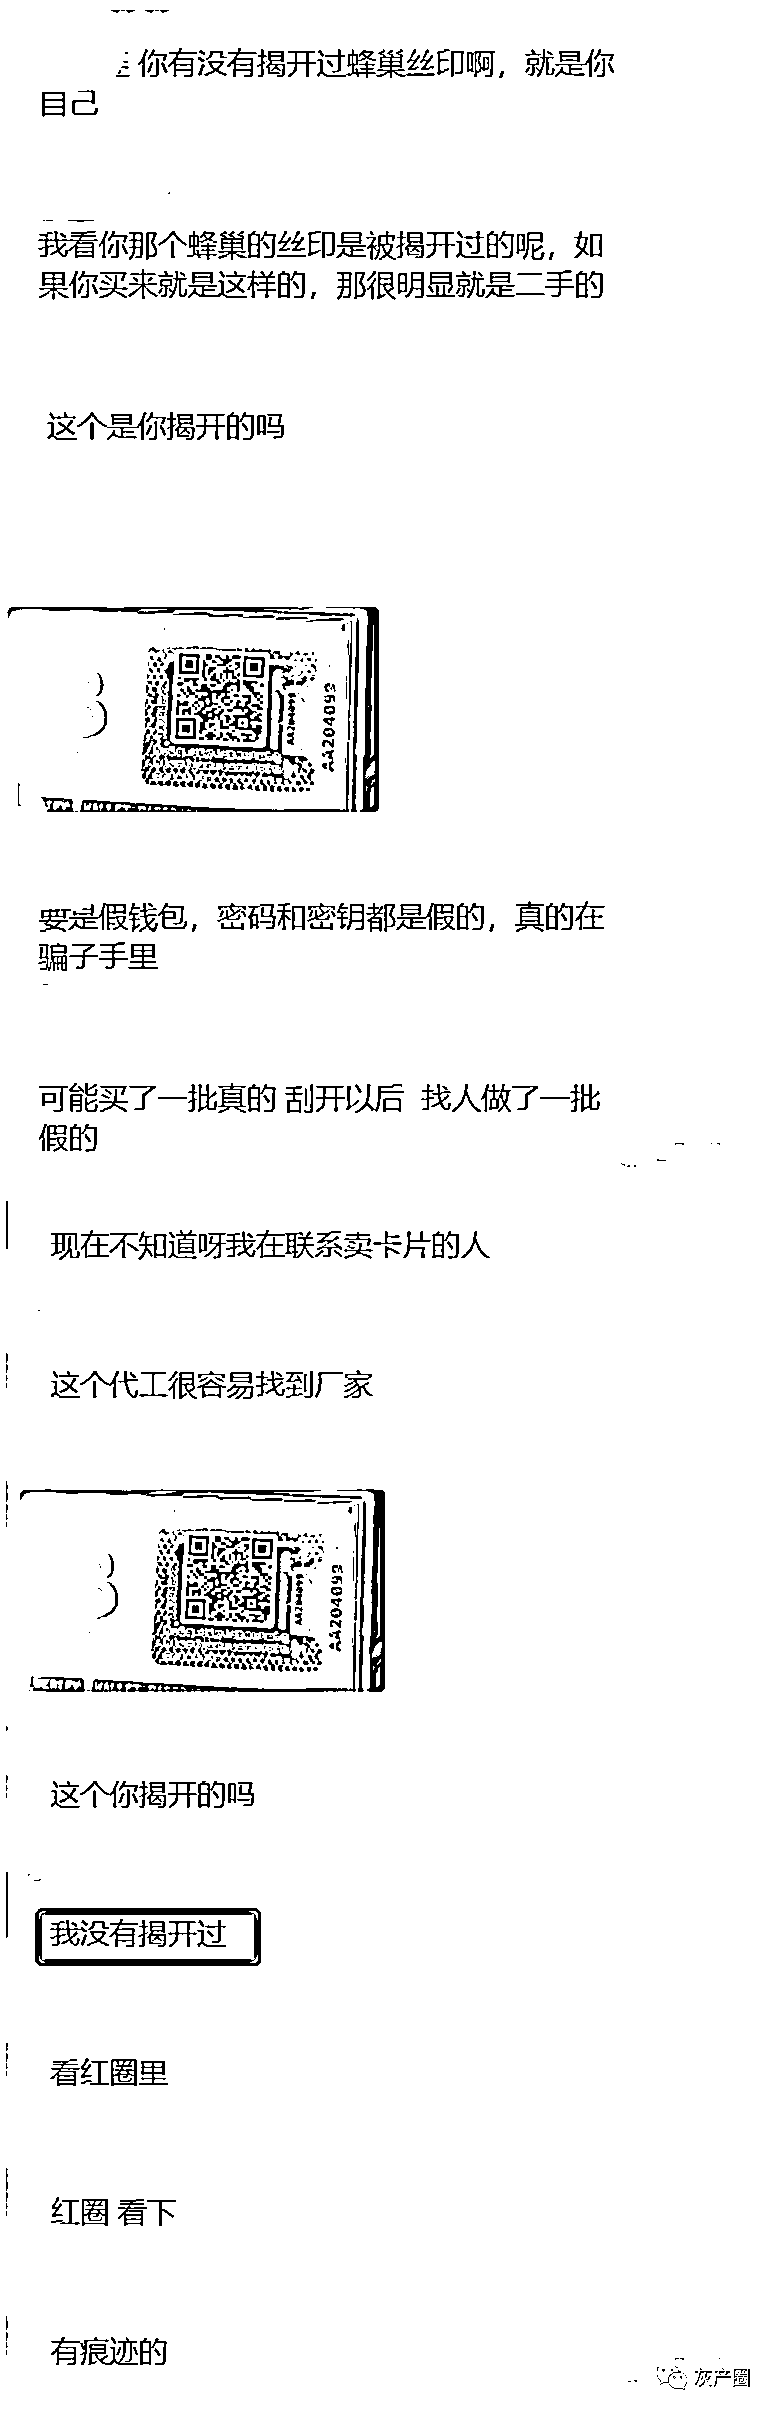 你有没有揭开过蜂巢丝印啊，就是你
自己
我看你那个蜂巢的丝印是被揭开过的呢，如
果你买来就是这样的，那很明显就是二手的
这个是你揭开的吗
AA204099
AA204099
要是假钱包，密码和密钥都是假的，真的在
骗子手里
可能买了一批真的 刮开以后 找人做了一批
假的
现在不知道呀我在联系卖卡片的人
这个代工很容易找到厂家
AA204099
AA204099
这个你揭开的吗
我没有揭开过
看红圈里
红圈 看下
有痕迹的
灰产圈